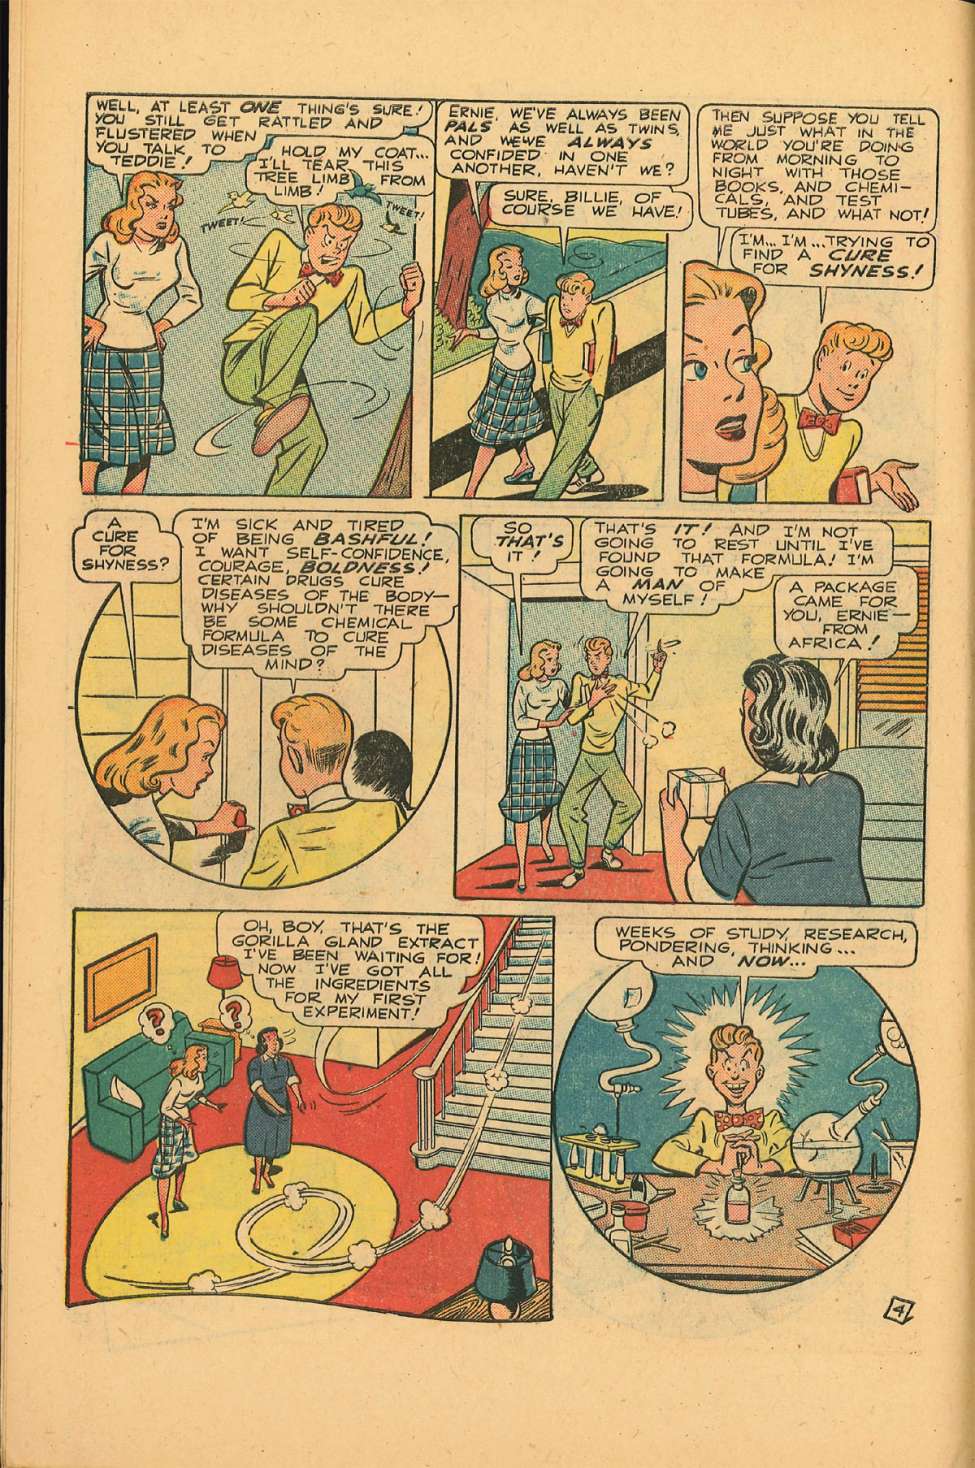 WELL, AT LEAST ONE THING'S SURE!
YOU STILL GET RATTLED AND
FLUSTERED WHEN
YOU TALK TO
TEDDIE!
HOLD MY COAT...
I'LL TEAR THIS
TREE LIMB FROM
LIMB!
TWEET!
TWEET!
ERNIE, WE'VE ALWAYS BEEN
PALS AS WELL AS TWINS,
AND WEVE ALWAYS
CONFIDED IN ONE
ANOTHER, HAVEN'T WE?
SURE, BILLIE, OF
COURSE WE HAVE!
THEN SUPPOSE YOU TELL
ME JUST WHAT IN THE
WORLD YOU'RE DOING
FROM MORNING TO
NIGHT WITH THOSE
BOOKS, AND CHEMI-
CALS, AND TEST
TUBES, AND WHAT NOT!
I'M... I'M... TRYING TO
FIND A CURE
FOR SHYNESS!
A
CURE
FOR
SHYNESS?
I'M SICK AND TIRED
OF BEING BASHFUL!
I WANT SELF-CONFIDENCE,
COURAGE, BOLDNESS!
CERTAIN DRUGS CURE
DISEASES OF THE BODY—
WHY SHOULDN'T THERE
BE SOME CHEMICAL
FORMULA TO CURE
DISEASES OF THE
MIND?
SO
THAT'S
IT!
THAT'S IT! AND I'M NOT
GOING TO REST UNTIL I'VE
FOUND THAT FORMULA! I'M
GOING TO MAKE
A MAN OF
MYSELF!
A PACKAGE
CAME FOR
YOU, ERNIE—
FROM
AFRICA!
OH, BOY, THAT'S THE
GORILLA GLAND EXTRACT
I'VE BEEN WAITING FOR!
NOW I'VE GOT ALL
THE INGREDIENTS
FOR MY FIRST
EXPERIMENT!
?
?
WEEKS OF STUDY, RESEARCH,
PONDERING, THINKING...
AND NOW...
4